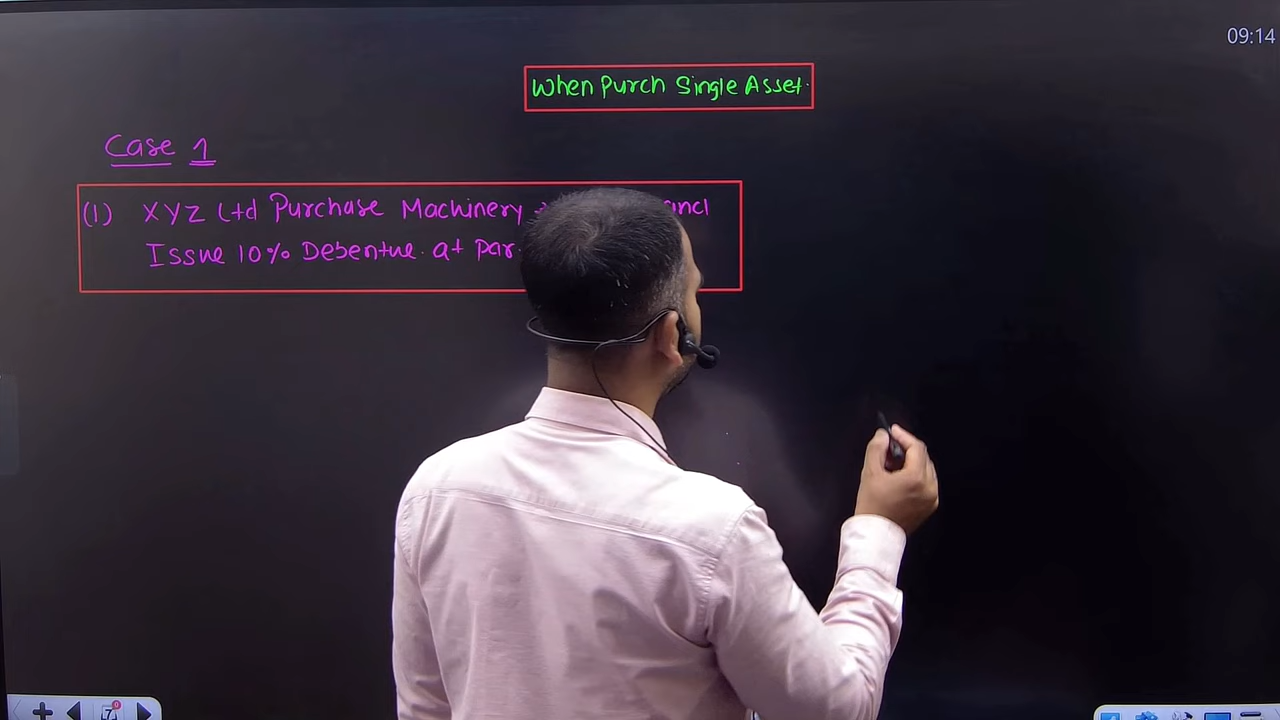 09:14
When Purch Single Asset.
Case 1
(1) XYZ Ltd Purchase Machinery
Issue 10% Debentue. at par.